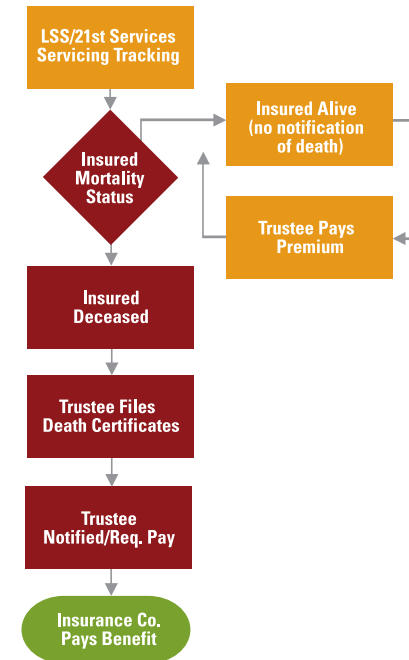 LSS/21st Services
Servicing Tracking
Insured
Mortality
Status
Insured Alive
(no notification
of death)
Trustee Pays
Premium
Insured
Deceased
Trustee Files
Death Certificates
Trustee
Notified/Req. Pay
Insurance Co.
Pays Benefit